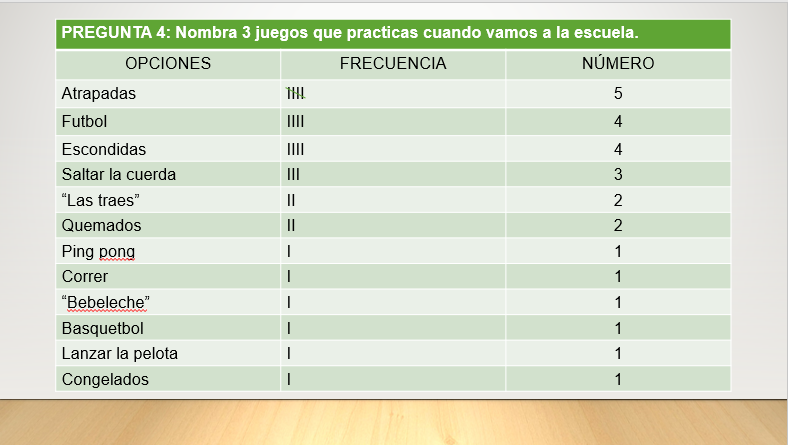 PREGUNTA 4: Nombra 3 juegos que practicas cuando vamos a la escuela.
OPCIONES FRECUENCIA NÚMERO
Atrapadas IIII 5
Futbol IIII 4
Escondidas IIII 4
Saltar la cuerda III 3
“Las traes” II 2
Quemados II 2
Ping pong I 1
Correr I 1
“Bebeleche” I 1
Basquetbol I 1
Lanzar la pelota I 1
Congelados I 1